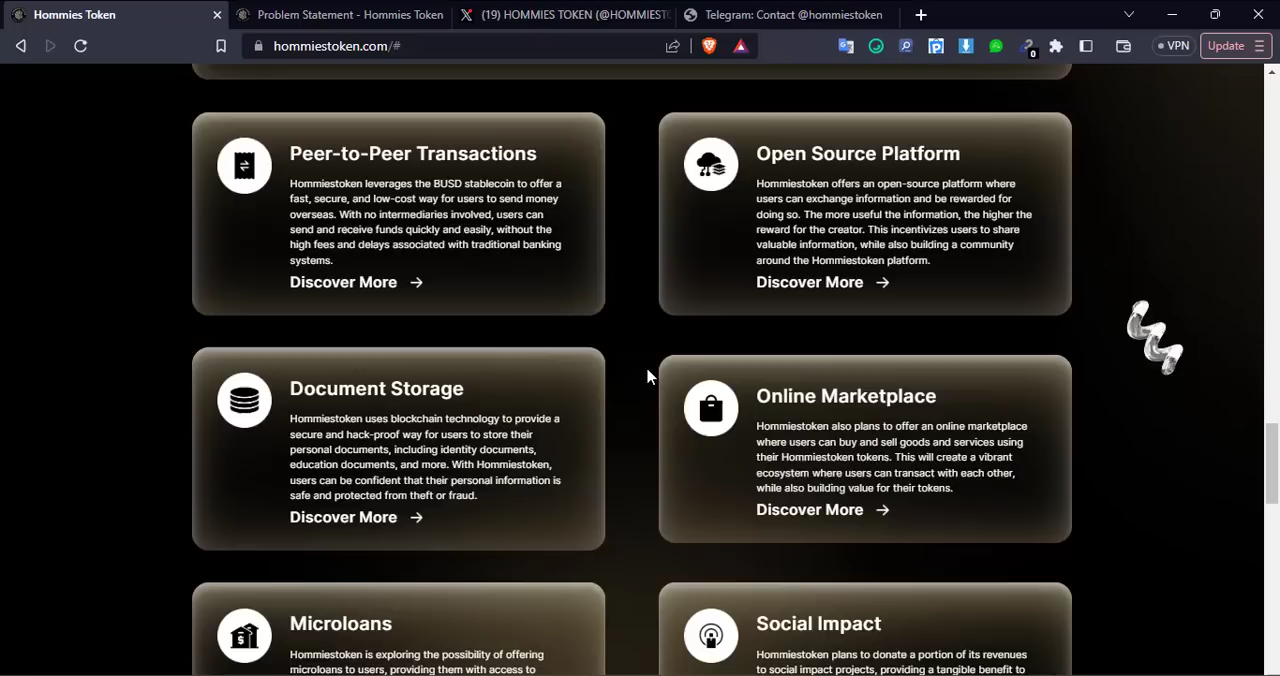 Hommies Token
Problem Statement - Hommies Token
(19) HOMMIES TOKEN (@HOMMIEST
Telegram: Contact @hommiestoken
hommiestoken.com/#
0
VPN
Update
Peer-to-Peer Transactions
Hommiestoken leverages the BUSD stablecoin to offer a
fast, secure, and low-cost way for users to send money
overseas. With no intermediaries involved, users can
send and receive funds quickly and easily, without the
high fees and delays associated with traditional banking
systems.
Discover More
Open Source Platform
Hommiestoken offers an open-source platform where
users can exchange information and be rewarded for
doing so. The more useful the information, the higher the
reward for the creator. This incentivizes users to share
valuable information, while also building a community
around the Hommiestoken platform.
Discover More
Document Storage
Hommiestoken uses blockchain technology to provide a
secure and hack-proof way for users to store their
personal documents, including identity documents,
education documents, and more. With Hommiestoken,
users can be confident that their personal information is
safe and protected from theft or fraud.
Discover More
Online Marketplace
Hommiestoken also plans to offer an online marketplace
where users can buy and sell goods and services using
their Hommiestoken tokens. This will create a vibrant
ecosystem where users can transact with each other,
while also building value for their tokens.
Discover More
Microloans
Hommiestoken is exploring the possibility of offering
microloans to users, providing them with access to
Social Impact
Hommiestoken plans to donate a portion of its revenues
to social impact projects, providing a tangible benefit to